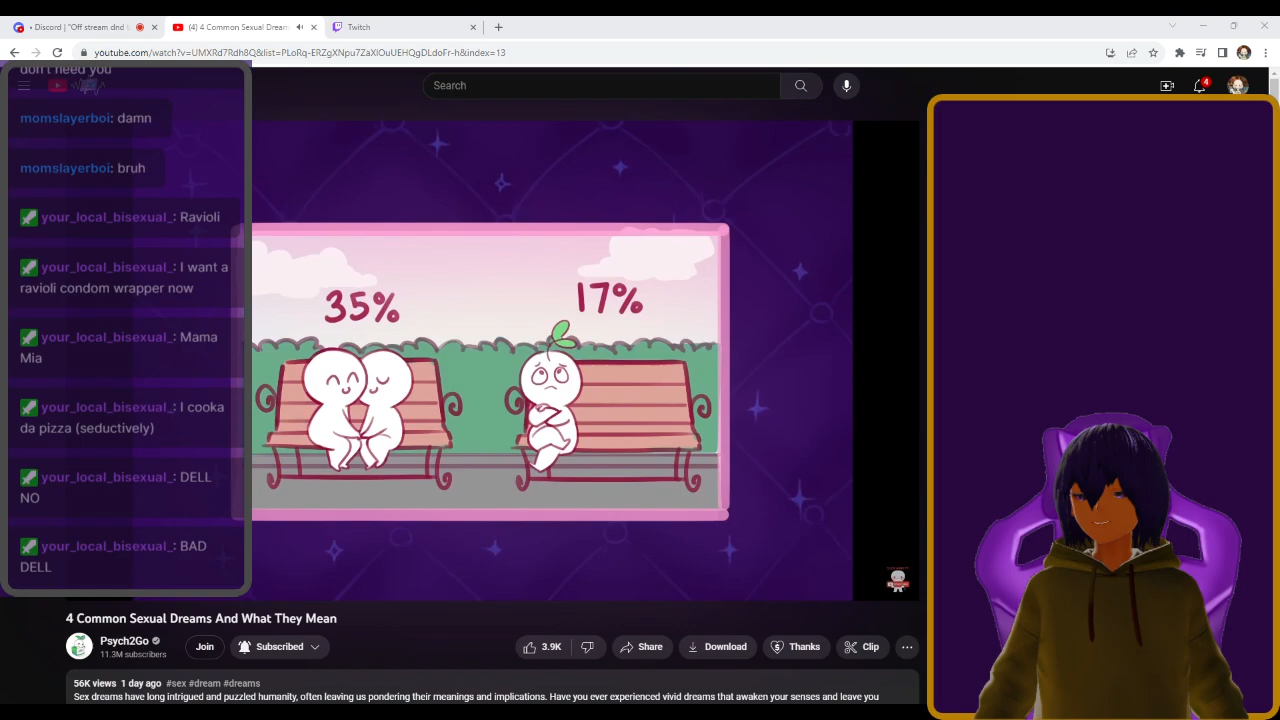 • Discord | "Off stream dnd
(4) 4 Common Sexual Dream
Twitch
youtube.com/watch?v=UMXRd7Rdh8Q&list=PLoRq-ERZgXNpu7ZaXlOuUEHQgDLdoFr-h&index=13
don't need you
Search
4
momslayerboi: damn
momslayerboi: bruh
your_local_bisexual_: Ravioli
your_local_bisexual_: I want a
ravioli condom wrapper now
your_local_bisexual_: Mama
Mia
your_local_bisexual_: I cooka
da pizza (seductively)
your_local_bisexual_: DELL
NO
your_local_bisexual_: BAD
DELL
35%
17%
4 Common Sexual Dreams And What They Mean
Psych2Go
11.3M subscribers
Join
Subscribed
3.9K
Share
Download
Thanks
Clip
56K views 1 day ago #sex #dream #dreams
Sex dreams have long intrigued and puzzled humanity, often leaving us pondering their meanings and implications. Have you ever experienced vivid dreams that awaken your senses and leave you